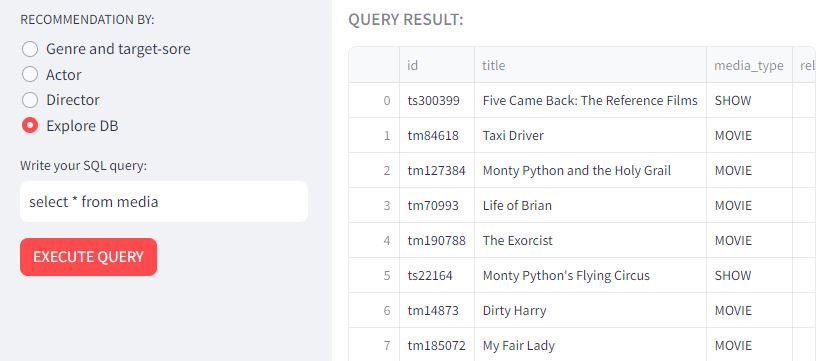 RECOMMENDATION BY:
Genre and target-sore
Actor
Director
Explore DB
Write your SQL query:
select * from media
EXECUTE QUERY
QUERY RESULT:
id title media_type rel
0 ts300399 Five Came Back: The Reference Films SHOW
1 tm84618 Taxi Driver MOVIE
2 tm127384 Monty Python and the Holy Grail MOVIE
3 tm70993 Life of Brian MOVIE
4 tm190788 The Exorcist MOVIE
5 ts22164 Monty Python's Flying Circus SHOW
6 tm14873 Dirty Harry MOVIE
7 tm185072 My Fair Lady MOVIE